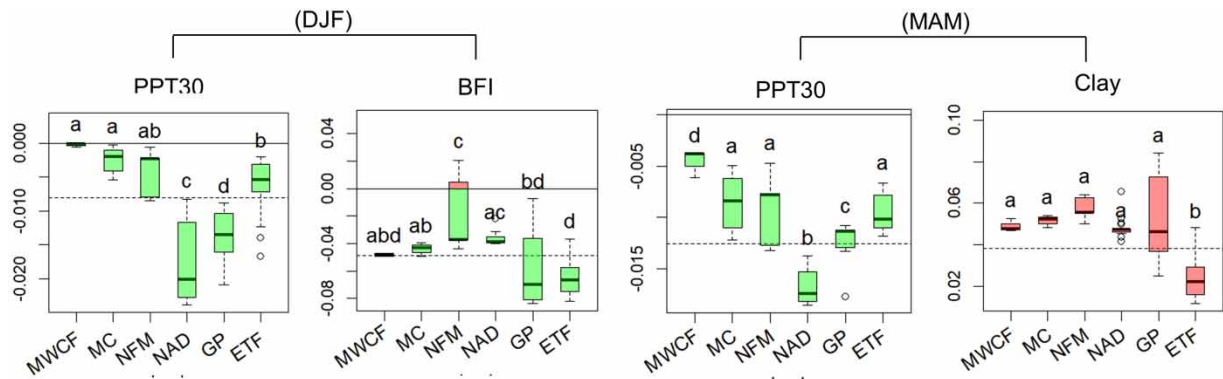 (DJF)
(MAM)
PPT30
BFI
PPT30
Clay
0.000
-0.010
-0.020
a
a
ab
c
d
b
MWCF
MC
NFM
NAD
GP
ETF
0.04
0.00
-0.04
-0.08
abd
ab
c
ac
bd
d
MWCF
MC
NFM
NAD
GP
ETF
-0.005
-0.015
d
a
a
b
c
a
MWCF
MC
NFM
NAD
GP
ETF
0.10
0.06
0.02
a
a
a
a
a
b
MWCF
MC
NFM
NAD
GP
ETF